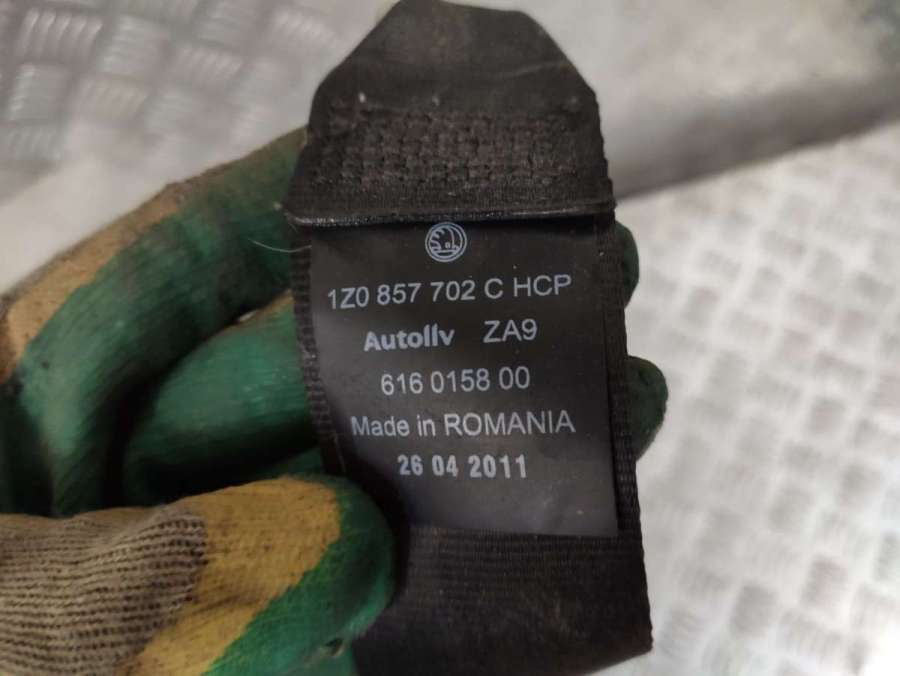 1Z0 857 702 C HCP
Autoliv ZA9
616 0158 00
Made in ROMANIA
26 04 2011